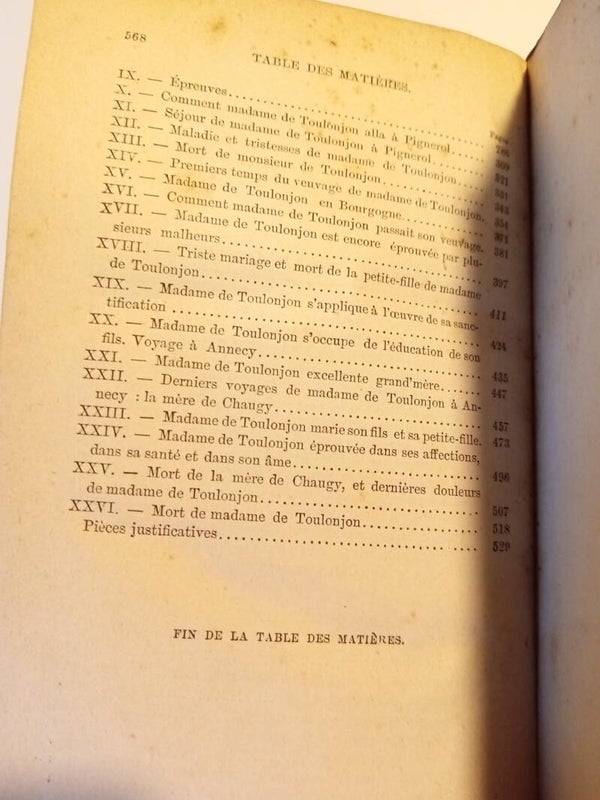 568
TABLE DES MATIÈRES.
Pages
IX. — Épreuves
X. — Comment madame de Toulonjon alla à Pignerol
XI. — Séjour de madame de Toulonjon à Pignerol
XII. — Maladie et tristesses de madame de Toulonjon
XIII. — Mort de monsieur de Toulonjon
XIV. — Premiers temps du veuvage de madame de Toulonjon.
XV. — Madame de Toulonjon en Bourgogne
XVI. — Comment madame de Toulonjon passait son veuvage. 381
XVII. — Madame de Toulonjon est encore éprouvée par plu-
sieurs malheurs 397
XVIII. — Triste mariage et mort de la petite-fille de madame
de Toulonjon 411
XIX. — Madame de Toulonjon s'applique à l'œuvre de sa sanc-
tification 424
XX. — Madame de Toulonjon s'occupe de l'éducation de son
fils. Voyage à Annecy 435
XXI. — Madame de Toulonjon excellente grand'mère 447
XXII. — Derniers voyages de madame de Toulonjon à An-
necy : la mère de Chaugy 457
XXIII. — Madame de Toulonjon marie son fils et sa petite-fille. 473
XXIV. — Madame de Toulonjon éprouvée dans ses affections,
dans sa santé et dans son âme 496
XXV. — Mort de la mère de Chaugy, et dernières douleurs
de madame de Toulonjon 507
XXVI. — Mort de madame de Toulonjon 518
Pièces justificatives 529
FIN DE LA TABLE DES MATIÈRES.